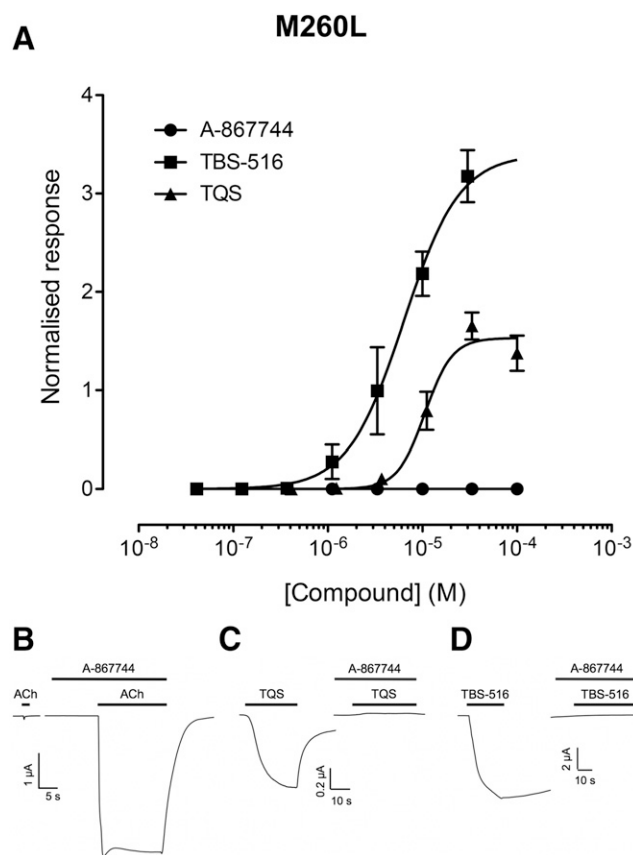 M260L
A
A-867744
TBS-516
TQS
Normalised response
4
3
2
1
0
10-8 10-7 10-6 10-5 10-4 10-3
[Compound] (M)
B C D
A-867744 A-867744 A-867744
ACh ACh TQS TQS TBS-516 TBS-516
1 µA
5 s
0.2 µA
10 s
2 µA
10 s